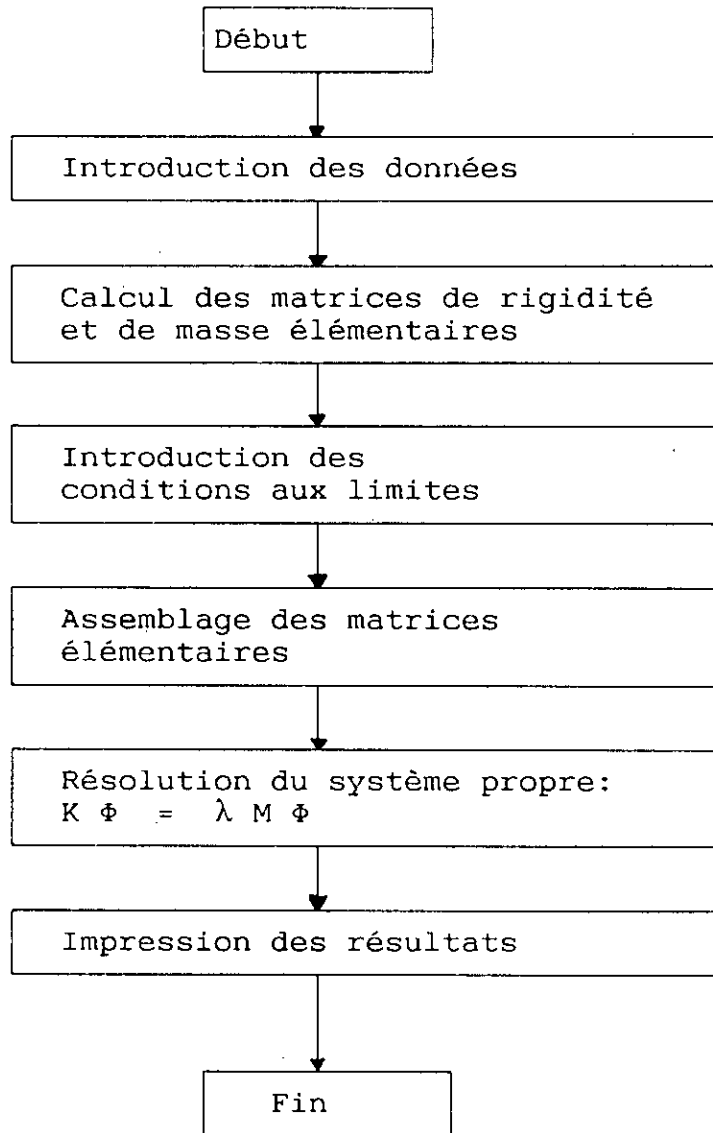 Début
Introduction des données
Calcul des matrices de rigidité
et de masse élémentaires
Introduction des
conditions aux limites
Assemblage des matrices
élémentaires
Résolution du système propre:
K Φ = λ M Φ
Impression des résultats
Fin